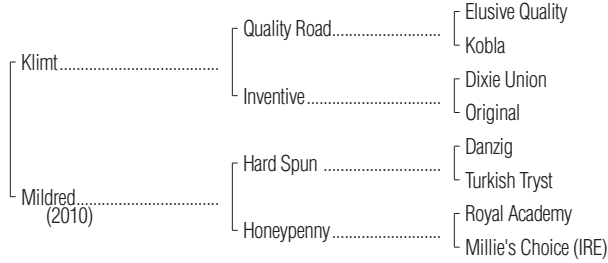 Elusive Quality
Quality Road
Kobla
Klimt
Dixie Union
Inventive
Original
Danzig
Hard Spun
Turkish Tryst
Mildred
(2010)
Royal Academy
Honeypenny
Millie's Choice (IRE)